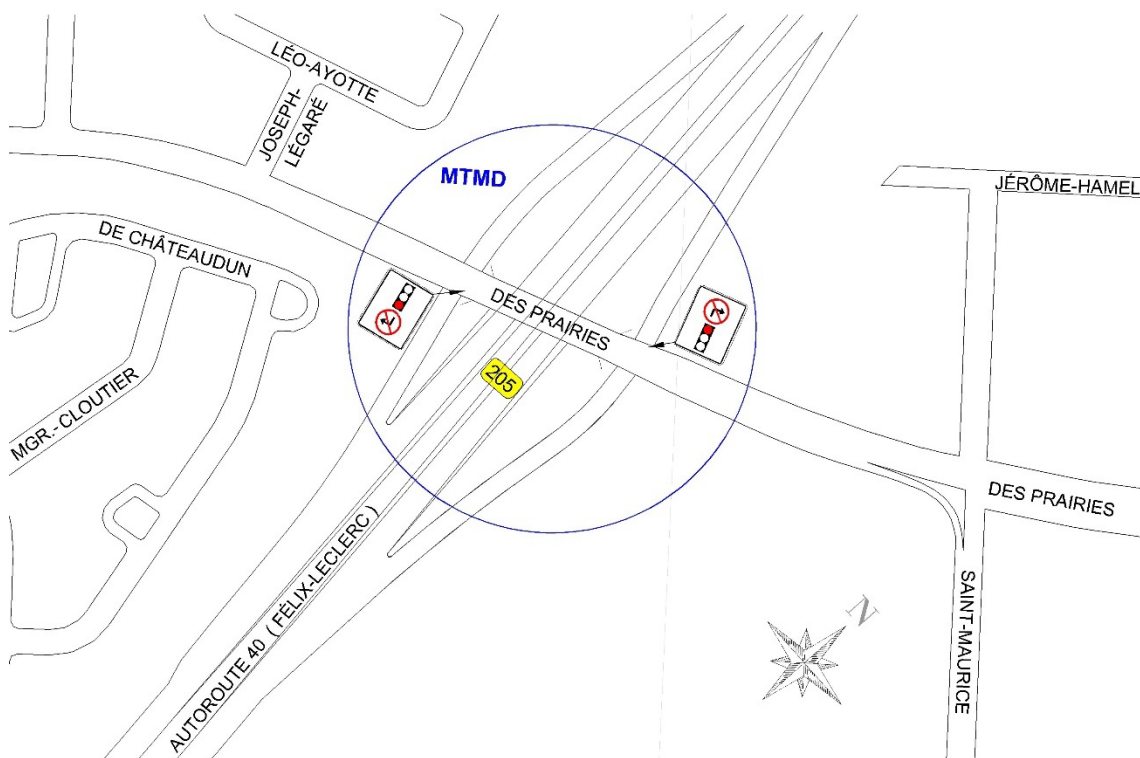 LÉO-AYOTTE
JOSEPH-
LÉGARÉ
MTMD
JÉRÔME-HAMEL
DE CHÂTEAUDUN
DES PRAIRIES
205
MGR.- CLOUTIER
DES PRAIRIES
AUTOROUTE 40 ( FÉLIX-LECLERC )
SAINT-MAURICE
N